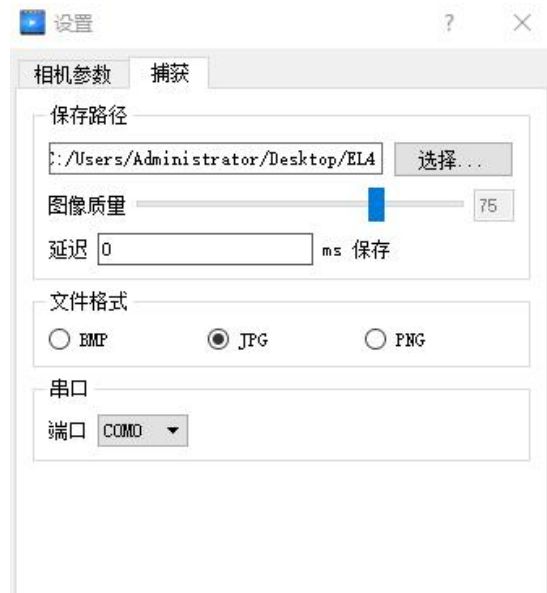 设置 ?
相机参数 捕获
保存路径
C:/Users/Administrator/Desktop/EL4 选择...
图像质量 75
延迟 0 ms 保存
文件格式
BMP JPG PNG
串口
端口 COM0